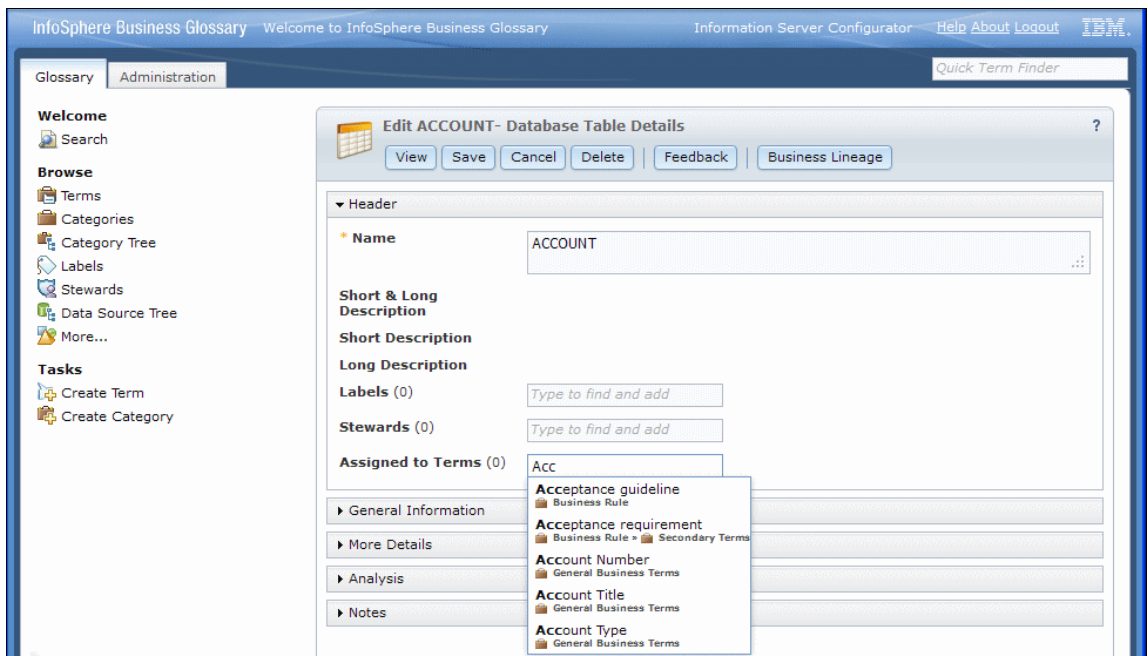 InfoSphere Business Glossary Welcome to InfoSphere Business Glossary Information Server Configurator Help About Logout IBM.
Glossary Administration Quick Term Finder
Welcome
Search
Browse
Terms
Categories
Category Tree
Labels
Stewards
Data Source Tree
More...
Tasks
Create Term
Create Category
Edit ACCOUNT- Database Table Details ?
View Save Cancel Delete Feedback Business Lineage
Header
* Name ACCOUNT
Short & Long
Description
Short Description
Long Description
Labels (0) Type to find and add
Stewards (0) Type to find and add
Assigned to Terms (0) Acc
Acceptance guideline
Business Rule
Acceptance requirement
Business Rule » Secondary Terms
Account Number
General Business Terms
Account Title
General Business Terms
Account Type
General Business Terms
General Information
More Details
Analysis
Notes